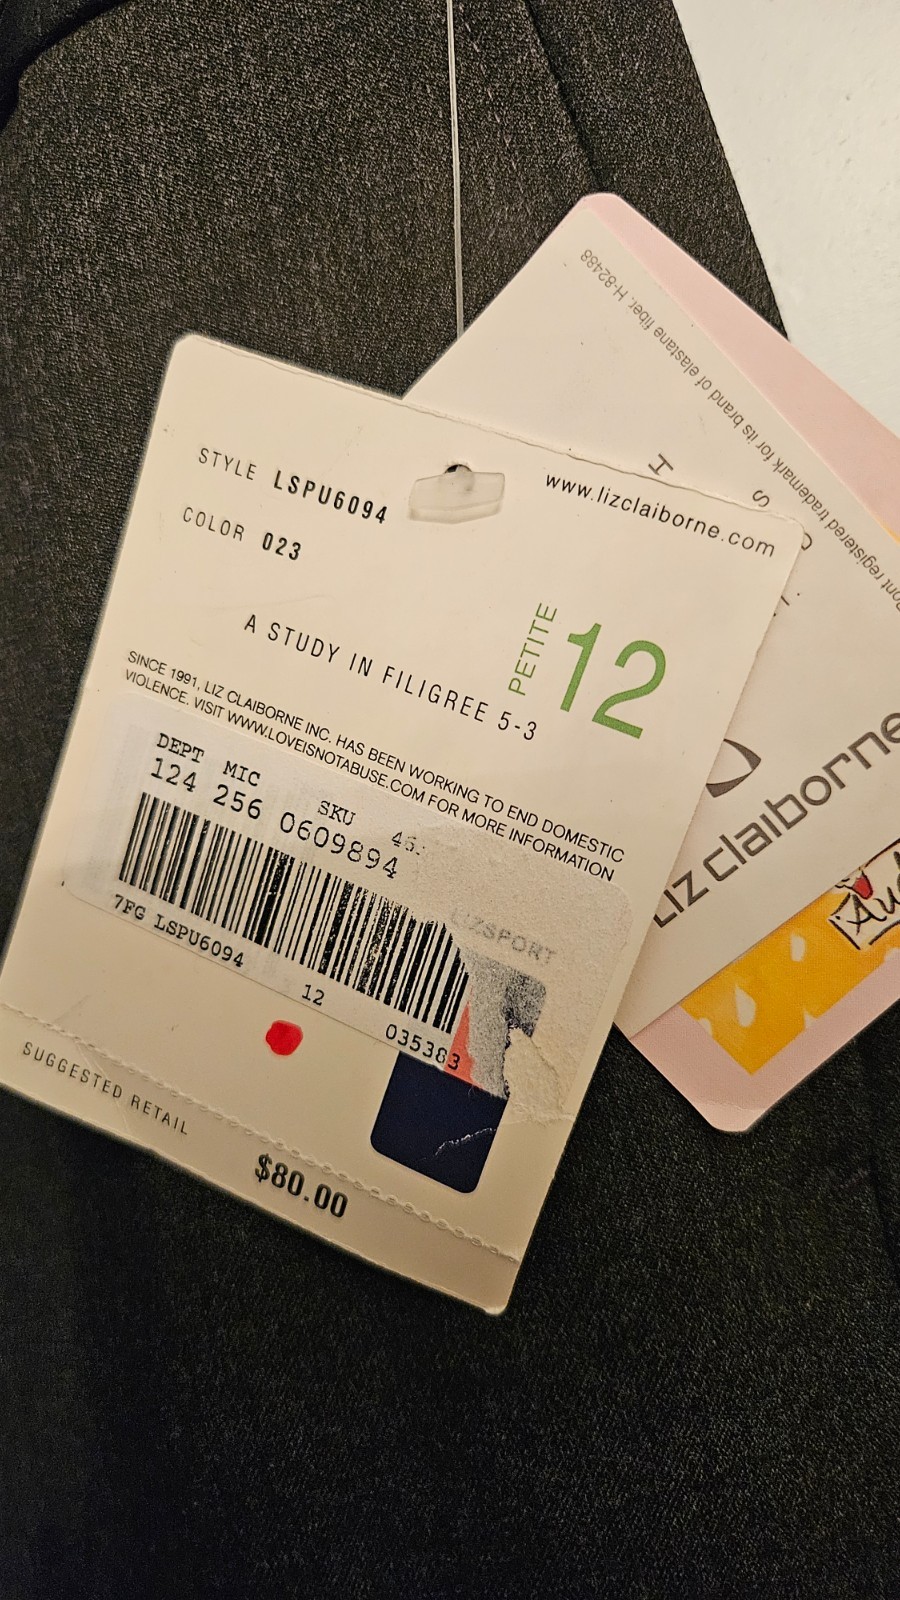 STYLE LSPU6094
www.lizclaiborne.com
COLOR 023
A STUDY IN FILIGREE 5-3
PETITE
12
SINCE 1991, LIZ CLAIBORNE INC. HAS BEEN WORKING TO END DOMESTIC
VIOLENCE. VISIT WWW.LOVEISNOTABUSE.COM FOR MORE INFORMATION
DEPT MIC SKU
124 256 0609894
LIZSPORT
7FG LSPU6094 12 035383
SUGGESTED RETAIL
$80.00
registered trademark for its brand of elastane fiber. H-82488
liz claiborne